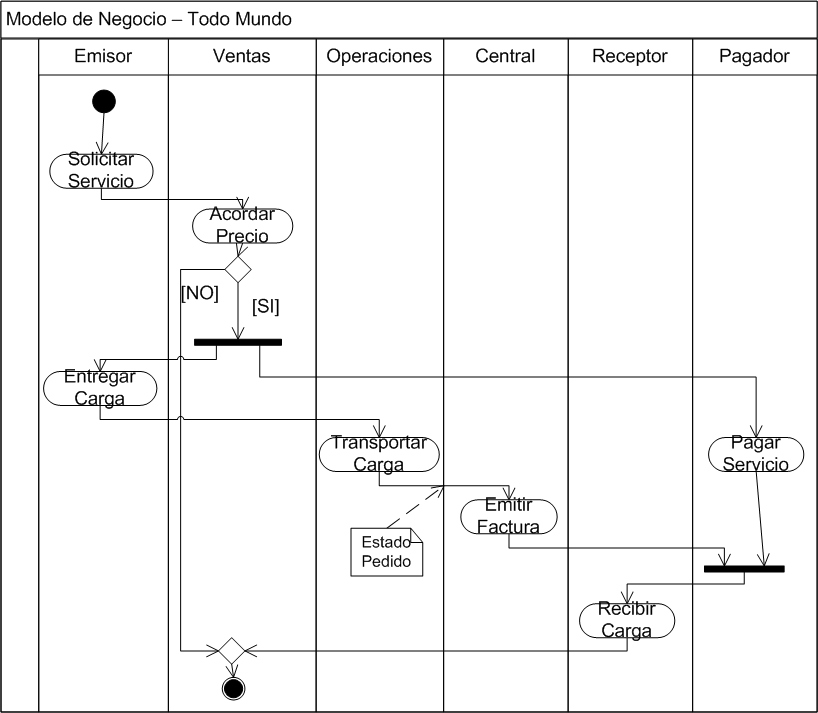 Modelo de Negocio – Todo Mundo
Emisor
Ventas
Operaciones
Central
Receptor
Pagador
Solicitar
Servicio
Acordar
Precio
[NO]
[SI]
Entregar
Carga
Transportar
Carga
Pagar
Servicio
Emitir
Factura
Estado
Pedido
Recibir
Carga